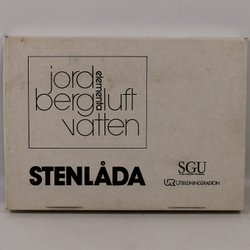 jord
elementa
berg luft
vatten
STENLÅDA
SGU
UR UTBILDNINGSRADION